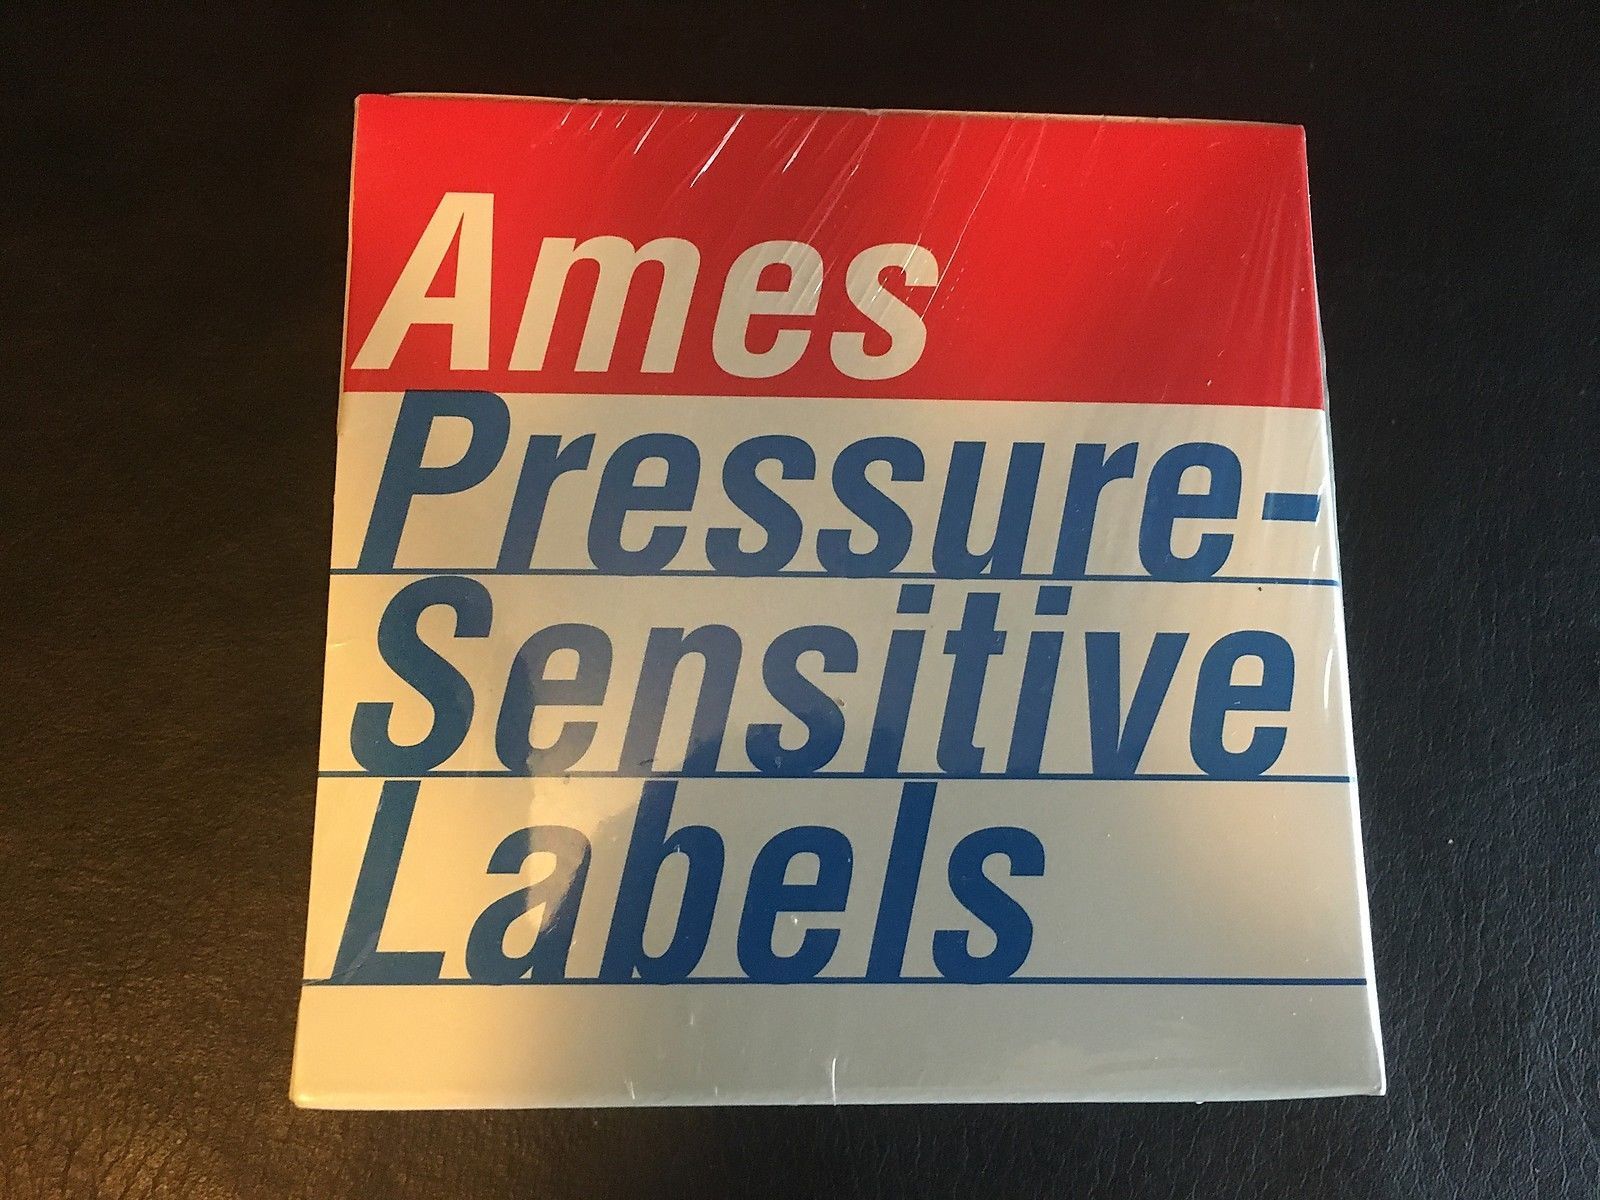 Ames
Pressure-
Sensitive
Labels